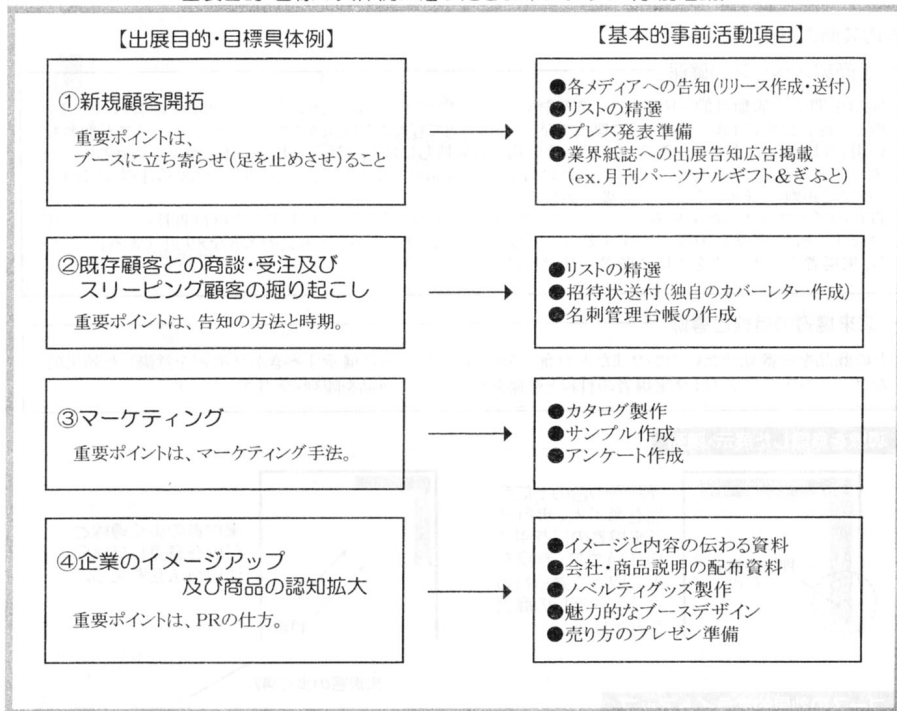 【出展目的・目標具体例】
【基本的事前活動項目】
①新規顧客開拓
重要ポイントは、
ブースに立ち寄らせ(足を止めさせ)ること
●各メディアへの告知(リリース作成・送付)
●リストの精選
●プレス発表準備
●業界紙誌への出展告知広告掲載
(ex.月刊パーソナルギフト&ぎふと)
②既存顧客との商談・受注及び
スリーピング顧客の掘り起こし
重要ポイントは、告知の方法と時期。
●リストの精選
●招待状送付(独自のカバーレター作成)
●名刺管理台帳の作成
③マーケティング
重要ポイントは、マーケティング手法。
●カタログ製作
●サンプル作成
●アンケート作成
④企業のイメージアップ
及び商品の認知拡大
重要ポイントは、PRの仕方。
●イメージと内容の伝わる資料
●会社・商品説明の配布資料
●ノベルティグッズ製作
●魅力的なブースデザイン
●売り方のプレゼン準備